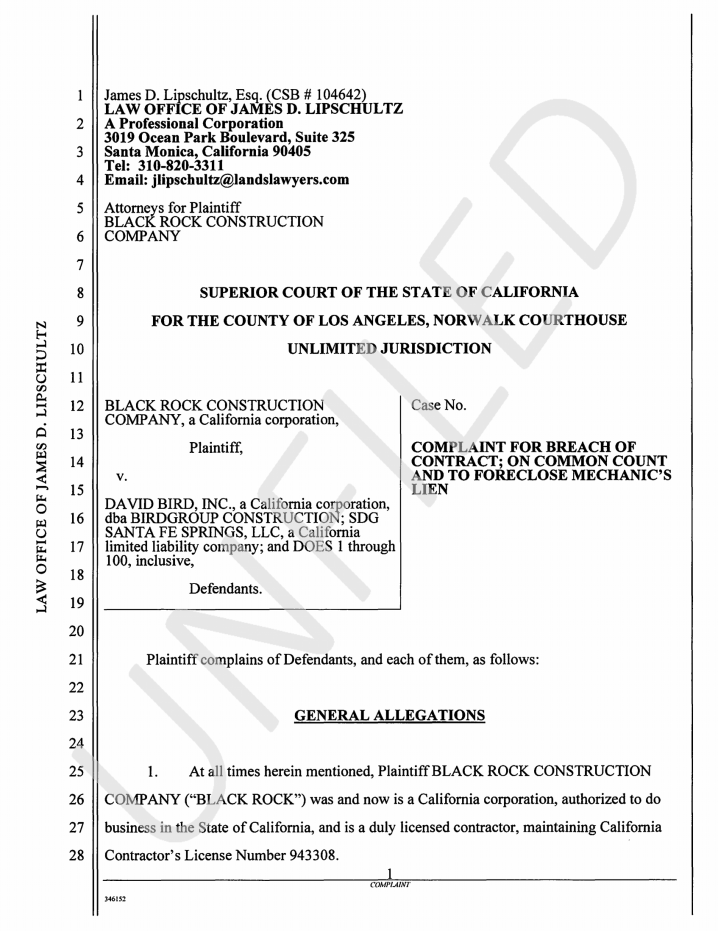 James D. Lipschultz, Esq. (CSB # 104642)
LAW OFFICE OF JAMES D. LIPSCHULTZ
A Professional Corporation
3019 Ocean Park Boulevard, Suite 325
Santa Monica, California 90405
Tel: 310-820-3311
Email: jlipschultz@landslawyers.com
Attorneys for Plaintiff
BLACK ROCK CONSTRUCTION
COMPANY
SUPERIOR COURT OF THE STATE OF CALIFORNIA
FOR THE COUNTY OF LOS ANGELES, NORWALK COURTHOUSE
UNLIMITED JURISDICTION
BLACK ROCK CONSTRUCTION
COMPANY, a California corporation,
Plaintiff,
v.
DAVID BIRD, INC., a California corporation,
dba BIRDGROUP CONSTRUCTION; SDG
SANTA FE SPRINGS, LLC, a California
limited liability company; and DOES 1 through
100, inclusive,
Defendants.
Case No.
COMPLAINT FOR BREACH OF
CONTRACT; ON COMMON COUNT
AND TO FORECLOSE MECHANIC'S
LIEN
Plaintiff complains of Defendants, and each of them, as follows:
GENERAL ALLEGATIONS
1. At all times herein mentioned, Plaintiff BLACK ROCK CONSTRUCTION
COMPANY ("BLACK ROCK") was and now is a California corporation, authorized to do
business in the State of California, and is a duly licensed contractor, maintaining California
Contractor's License Number 943308.
1
COMPLAINT
346152
1
2
3
4
5
6
7
8
9
10
11
12
13
14
15
16
17
18
19
20
21
22
23
24
25
26
27
28
LAW OFFICE OF JAMES D. LIPSCHULTZ
UNFILED